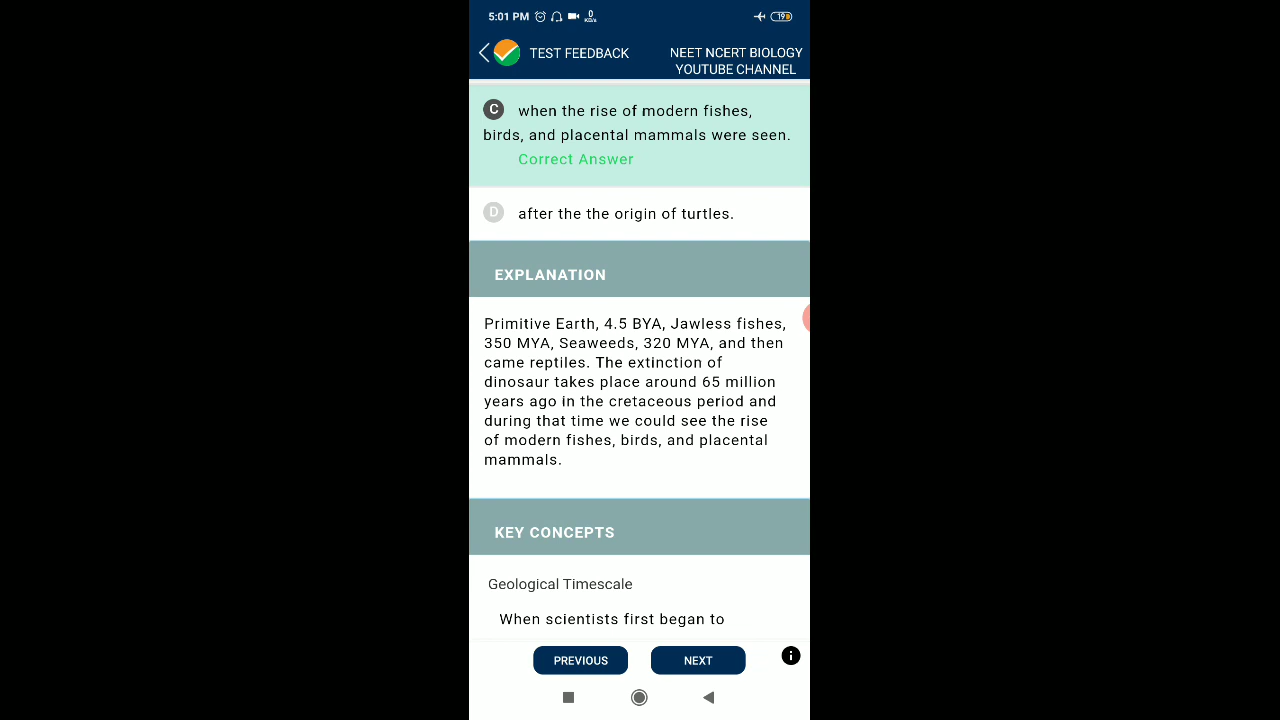 5:01 PM 0 KB/s 19
TEST FEEDBACK
NEET NCERT BIOLOGY
YOUTUBE CHANNEL
C when the rise of modern fishes,
birds, and placental mammals were seen.
Correct Answer
D after the the origin of turtles.
EXPLANATION
Primitive Earth, 4.5 BYA, Jawless fishes,
350 MYA, Seaweeds, 320 MYA, and then
came reptiles. The extinction of
dinosaur takes place around 65 million
years ago in the cretaceous period and
during that time we could see the rise
of modern fishes, birds, and placental
mammals.
KEY CONCEPTS
Geological Timescale
When scientists first began to
PREVIOUS NEXT i